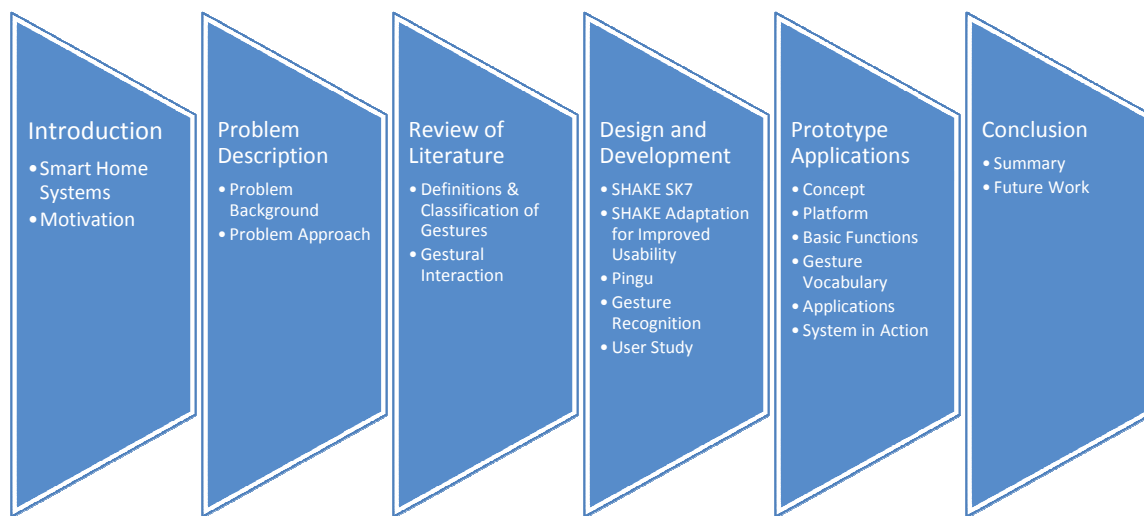 Introduction
• Smart Home
Systems
• Motivation
Problem
Description
• Problem
Background
• Problem Approach
Review of
Literature
• Definitions &
Classification of
Gestures
• Gestural
Interaction
Design and
Development
• SHAKE SK7
• SHAKE Adaptation
for Improved
Usability
• Pingu
• Gesture
Recognition
• User Study
Prototype
Applications
• Concept
• Platform
• Basic Functions
• Gesture
Vocabulary
• Applications
• System in Action
Conclusion
• Summary
• Future Work